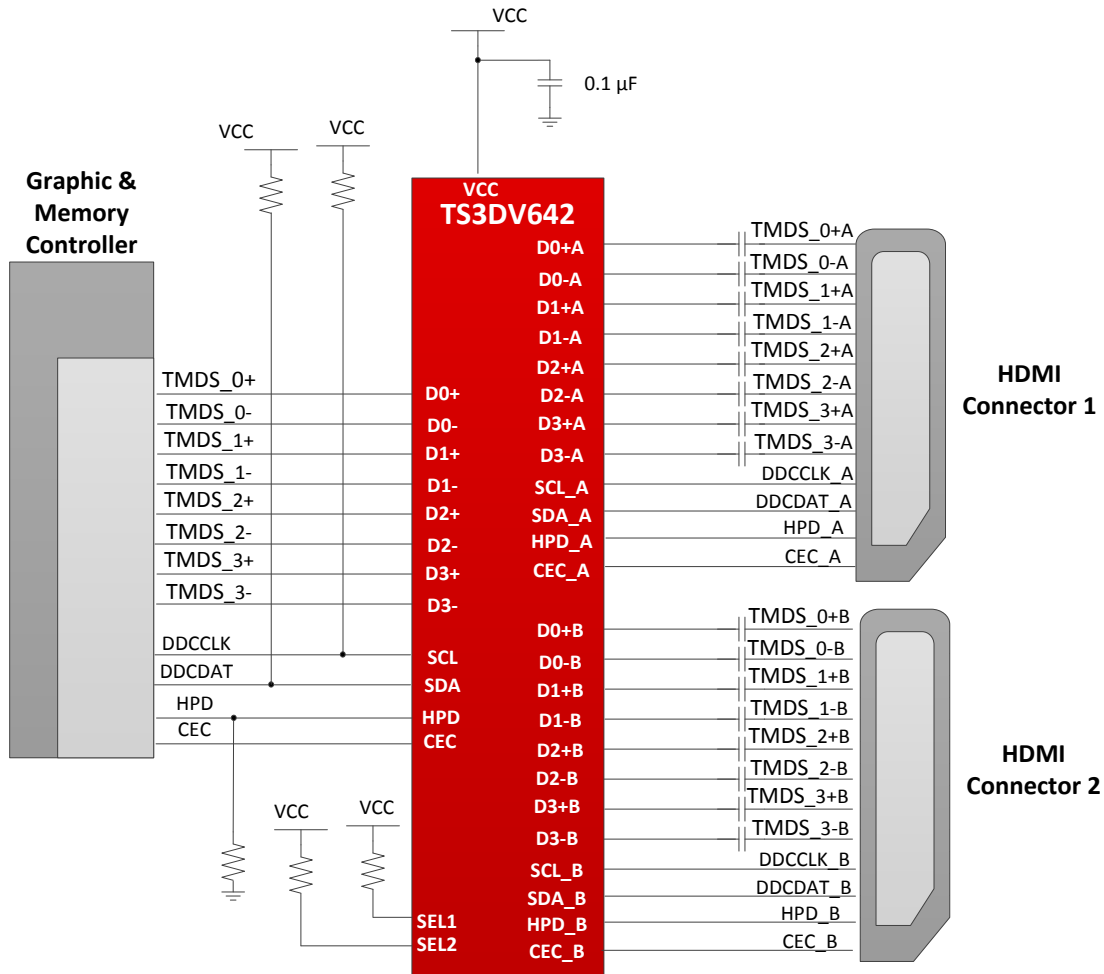 VCC
0.1 µF
VCC
VCC
Graphic &
Memory
Controller
VCC
TS3DV642
D0+A
D0-A
D1+A
D1-A
D2+A
D2-A
D3+A
D3-A
SCL_A
SDA_A
HPD_A
CEC_A
TMDS_0+A
TMDS_0-A
TMDS_1+A
TMDS_1-A
TMDS_2+A
TMDS_2-A
TMDS_3+A
TMDS_3-A
DDCCLK_A
DDCDAT_A
HPD_A
CEC_A
HDMI
Connector 1
TMDS_0+
TMDS_0-
TMDS_1+
TMDS_1-
TMDS_2+
TMDS_2-
TMDS_3+
TMDS_3-
DDCCLK
DDCDAT
HPD
CEC
D0+
D0-
D1+
D1-
D2+
D2-
D3+
D3-
SCL
SDA
HPD
CEC
D0+B
D0-B
D1+B
D1-B
D2+B
D2-B
D3+B
D3-B
SCL_B
SDA_B
HPD_B
CEC_B
TMDS_0+B
TMDS_0-B
TMDS_1+B
TMDS_1-B
TMDS_2+B
TMDS_2-B
TMDS_3+B
TMDS_3-B
DDCCLK_B
DDCDAT_B
HPD_B
CEC_B
HDMI
Connector 2
VCC
VCC
SEL1
SEL2